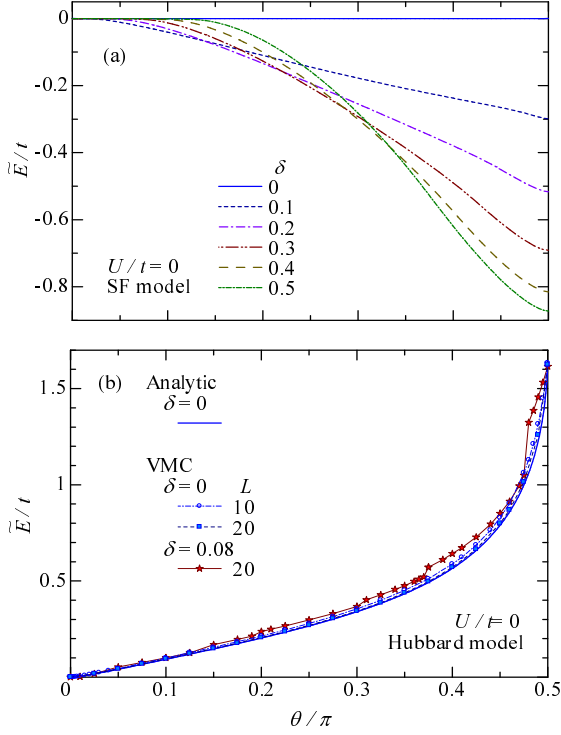 0
(a)
-0.2
Ẽ / t
-0.4
δ
0
0.1
-0.6
0.2
U / t = 0
0.3
SF model
0.4
-0.8
0.5
(b)
Analytic
1.5
δ = 0
VMC
Ẽ / t
1
δ = 0 L
10
20
δ = 0.08
20
0.5
U / t = 0
Hubbard model
0
0 0.1 0.2 0.3 0.4 0.5
θ / π